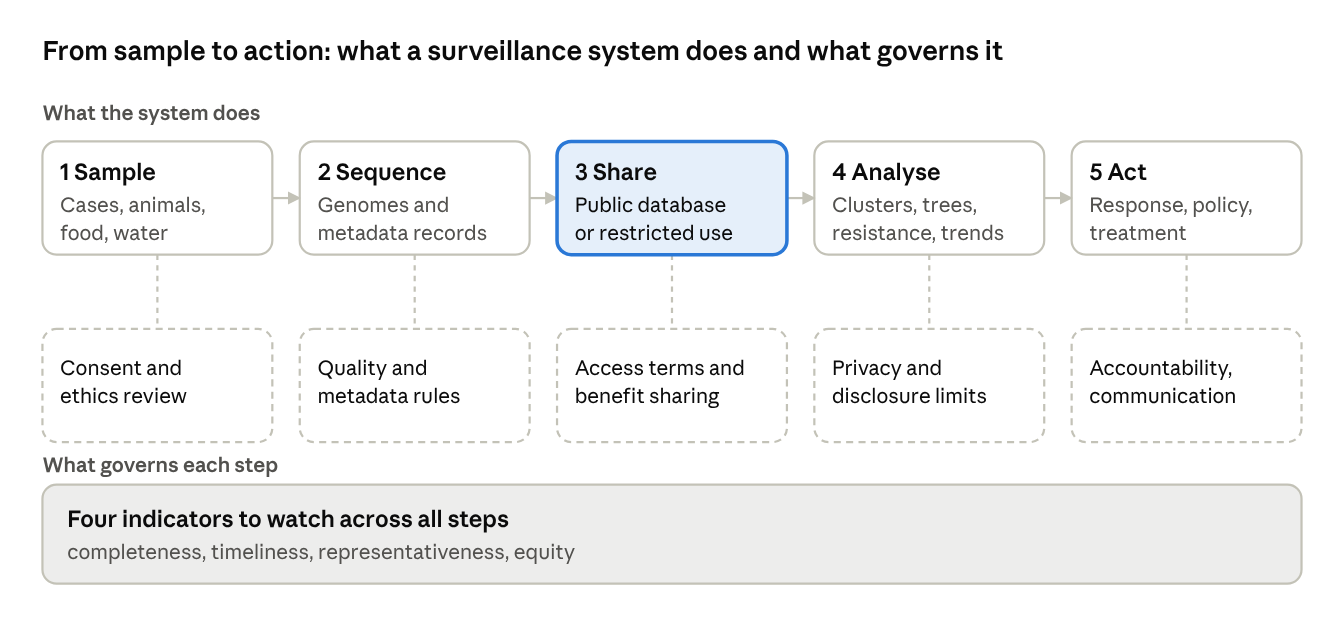 From sample to action: what a surveillance system does and what governs it
What the system does
1 Sample
Cases, animals,
food, water
2 Sequence
Genomes and
metadata records
3 Share
Public database
or restricted use
4 Analyse
Clusters, trees,
resistance, trends
5 Act
Response, policy,
treatment
Consent and
ethics review
Quality and
metadata rules
Access terms and
benefit sharing
Privacy and
disclosure limits
Accountability,
communication
What governs each step
Four indicators to watch across all steps
completeness, timeliness, representativeness, equity